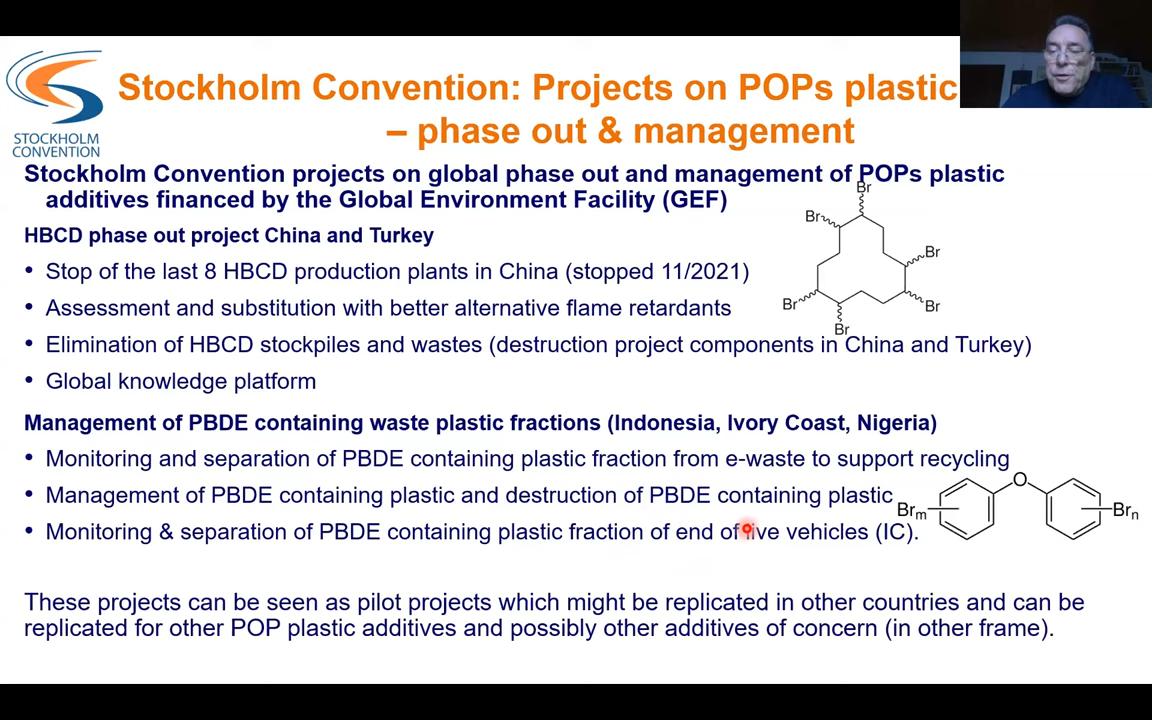 STOCKHOLM
CONVENTION
Stockholm Convention: Projects on POPs plastic
– phase out & management
Stockholm Convention projects on global phase out and management of POPs plastic
additives financed by the Global Environment Facility (GEF)
HBCD phase out project China and Turkey
• Stop of the last 8 HBCD production plants in China (stopped 11/2021)
• Assessment and substitution with better alternative flame retardants
• Elimination of HBCD stockpiles and wastes (destruction project components in China and Turkey)
• Global knowledge platform
Br
Br
Br
Br
Br
Br
Management of PBDE containing waste plastic fractions (Indonesia, Ivory Coast, Nigeria)
• Monitoring and separation of PBDE containing plastic fraction from e-waste to support recycling
• Management of PBDE containing plastic and destruction of PBDE containing plastic
• Monitoring & separation of PBDE containing plastic fraction of end of live vehicles (IC).
O
Brm
Brn
These projects can be seen as pilot projects which might be replicated in other countries and can be
replicated for other POP plastic additives and possibly other additives of concern (in other frame).